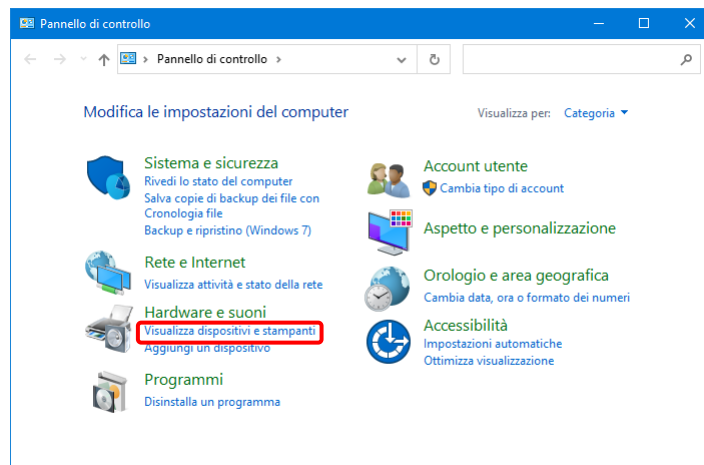 Pannello di controllo
Pannello di controllo
Modifica le impostazioni del computer
Visualizza per: Categoria
Sistema e sicurezza
Rivedi lo stato del computer
Salva copie di backup dei file con
Cronologia file
Backup e ripristino (Windows 7)
Rete e Internet
Visualizza attività e stato della rete
Hardware e suoni
Visualizza dispositivi e stampanti
Aggiungi un dispositivo
Programmi
Disinstalla un programma
Account utente
Cambia tipo di account
Aspetto e personalizzazione
Orologio e area geografica
Cambia data, ora o formato dei numeri
Accessibilità
Impostazioni automatiche
Ottimizza visualizzazione